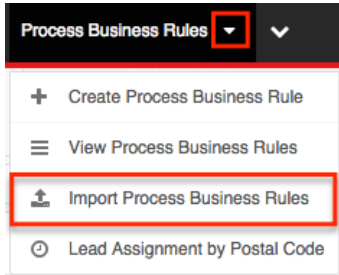 Process Business Rules
Create Process Business Rule
View Process Business Rules
Import Process Business Rules
Lead Assignment by Postal Code